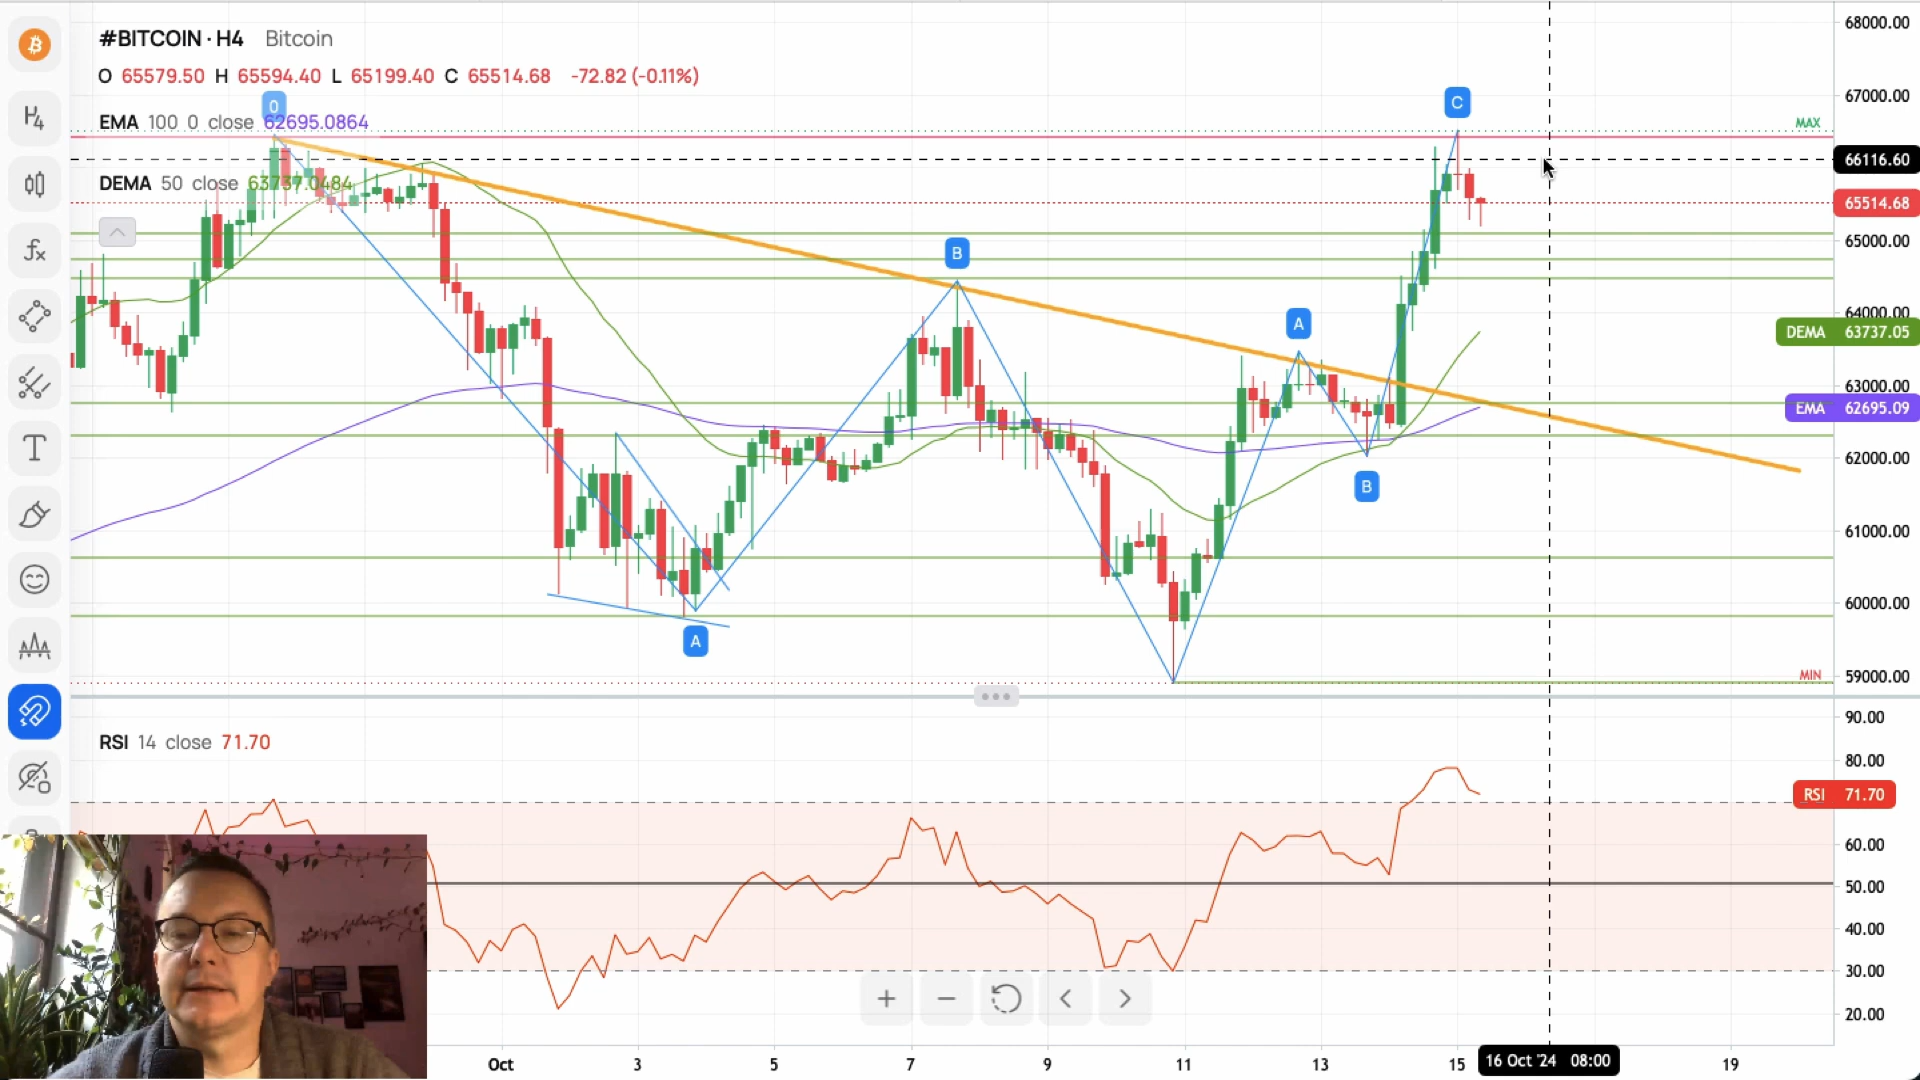 #BITCOIN · H4 Bitcoin
O 65579.50 H 65594.40 L 65199.40 C 65514.68 -72.82 (-0.11%)
0
EMA 100 0 close 62695.0864
DEMA 50 close 63737.0484
H4
fx
T
C
B
A
B
A
MAX
MIN
68000.00
67000.00
66116.60
65514.68
65000.00
64000.00
DEMA 63737.05
63000.00
EMA 62695.09
62000.00
61000.00
60000.00
59000.00
RSI 14 close 71.70
90.00
80.00
RSI 71.70
60.00
50.00
40.00
30.00
20.00
Oct 3 5 7 9 11 13 15 16 Oct '24 08:00 19